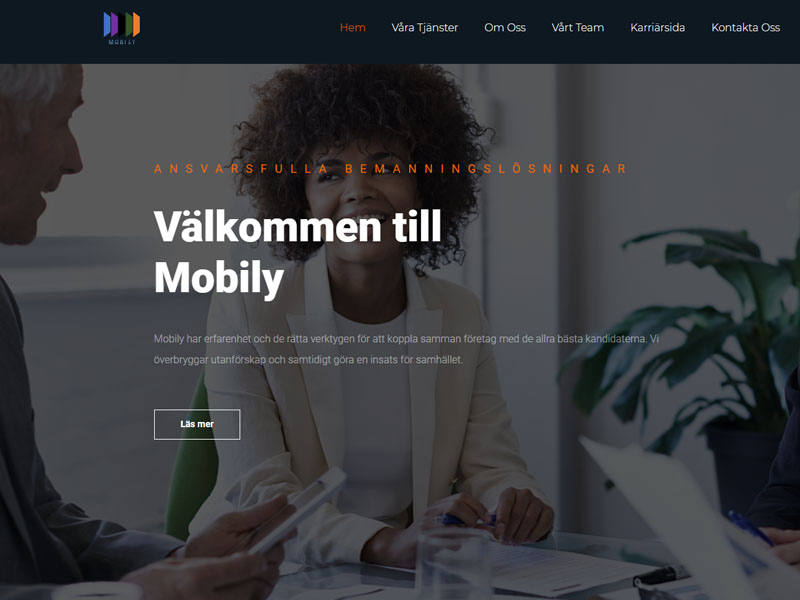 MOBILY
Hem Våra Tjänster Om Oss Vårt Team Karriärsida Kontakta Oss
ANSVARSFULLA BEMANNINGSLÖSNINGAR
Välkommen till
Mobily
Mobily har erfarenhet och de rätta verktygen för att koppla samman företag med de allra bästa kandidaterna. Vi
överbryggar utanförskap och samtidigt göra en insats för samhället.
Läs mer